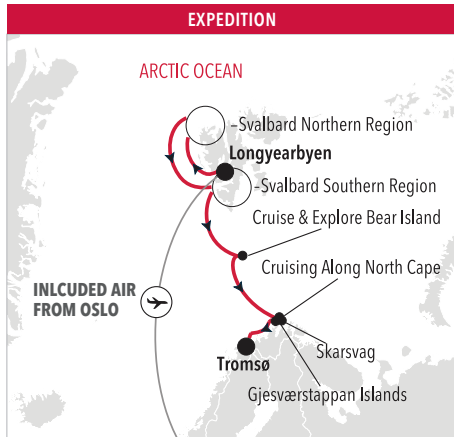 EXPEDITION
ARCTIC OCEAN
–Svalbard Northern Region
Longyearbyen
–Svalbard Southern Region
Cruise & Explore Bear Island
Cruising Along North Cape
INLCUDED AIR
FROM OSLO
Skarsvag
Tromsø
Gjesværstappan Islands